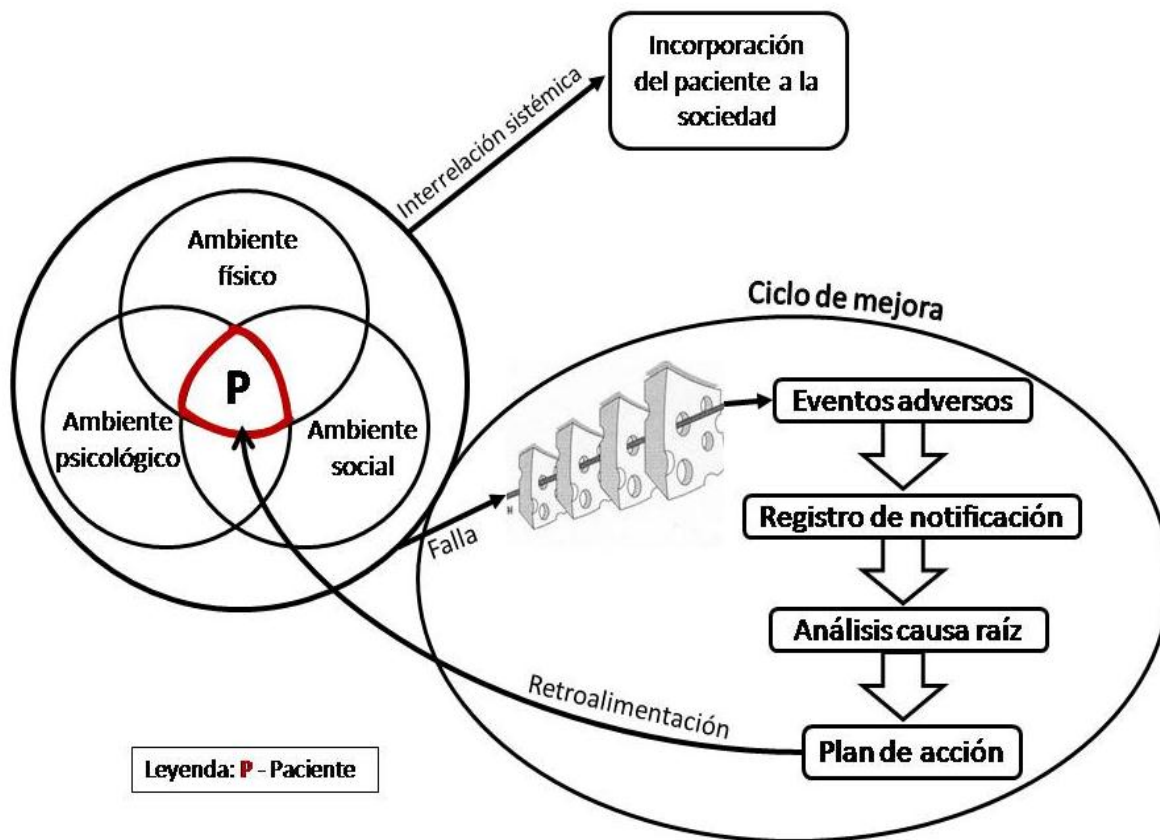 Incorporación
del paciente a la
sociedad
Interrelación sistémica
Ambiente
físico
P
Ambiente
psicológico
Ambiente
social
Ciclo de mejora
Falla
H
Eventos adversos
Registro de notificación
Análisis causa raíz
Plan de acción
Retroalimentación
Leyenda: P - Paciente